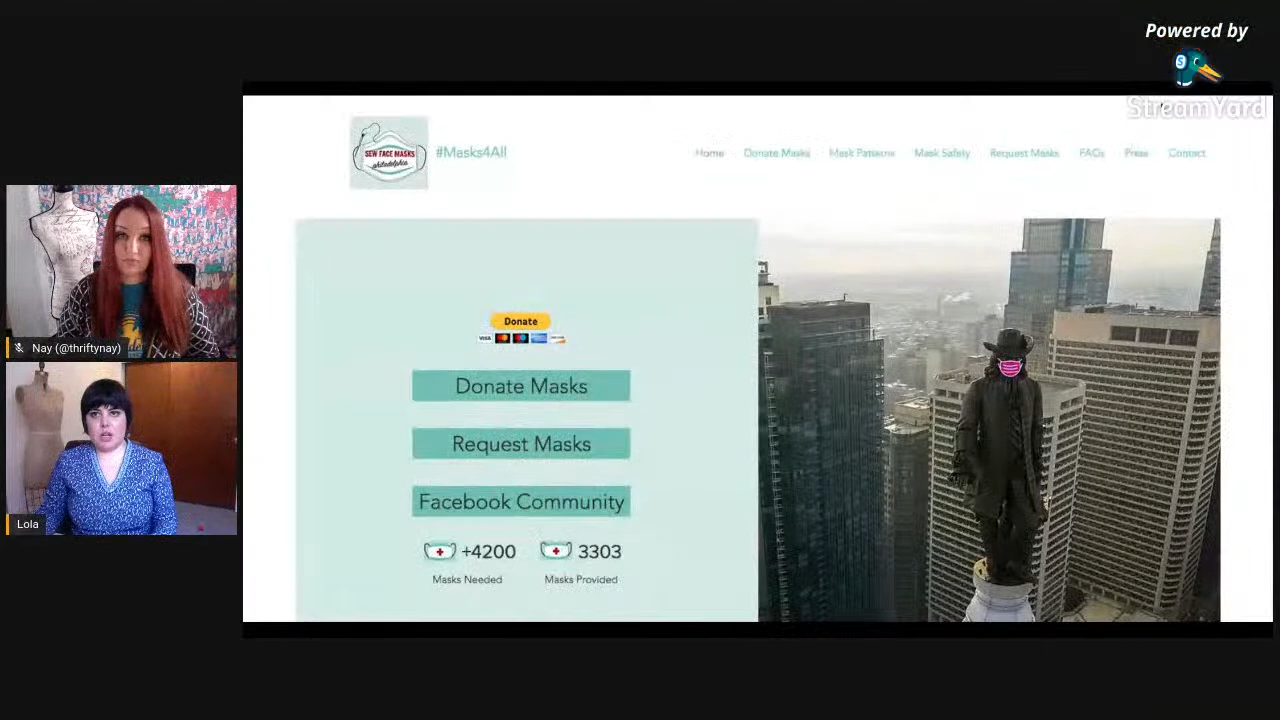 Powered by
StreamYard
SEW FACE MASKS
philadelphia
#Masks4All
Home Donate Masks Mask Patterns Mask Safety Request Masks FAQs Press Contact
Donate
VISA
Donate Masks
Request Masks
Facebook Community
+4200 3303
Masks Needed Masks Provided
Nay (@thriftynay)
Lola